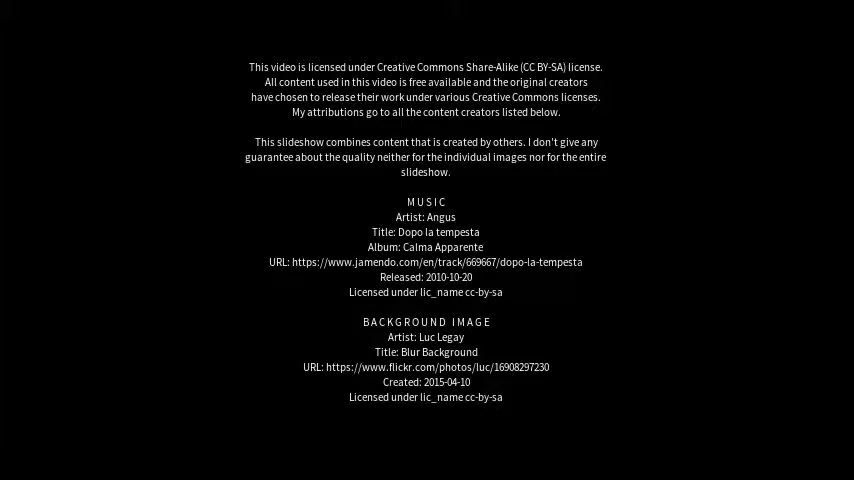 This video is licensed under Creative Commons Share-Alike (CC BY-SA) license.
All content used in this video is free available and the original creators
have chosen to release their work under various Creative Commons licenses.
My attributions go to all the content creators listed below.
This slideshow combines content that is created by others. I don't give any
guarantee about the quality neither for the individual images nor for the entire
slideshow.
MUSIC
Artist: Angus
Title: Dopo la tempesta
Album: Calma Apparente
URL: https://www.jamendo.com/en/track/669667/dopo-la-tempesta
Released: 2010-10-20
Licensed under lic_name cc-by-sa
BACKGROUND IMAGE
Artist: Luc Legay
Title: Blur Background
URL: https://www.flickr.com/photos/luc/16908297230
Created: 2015-04-10
Licensed under lic_name cc-by-sa